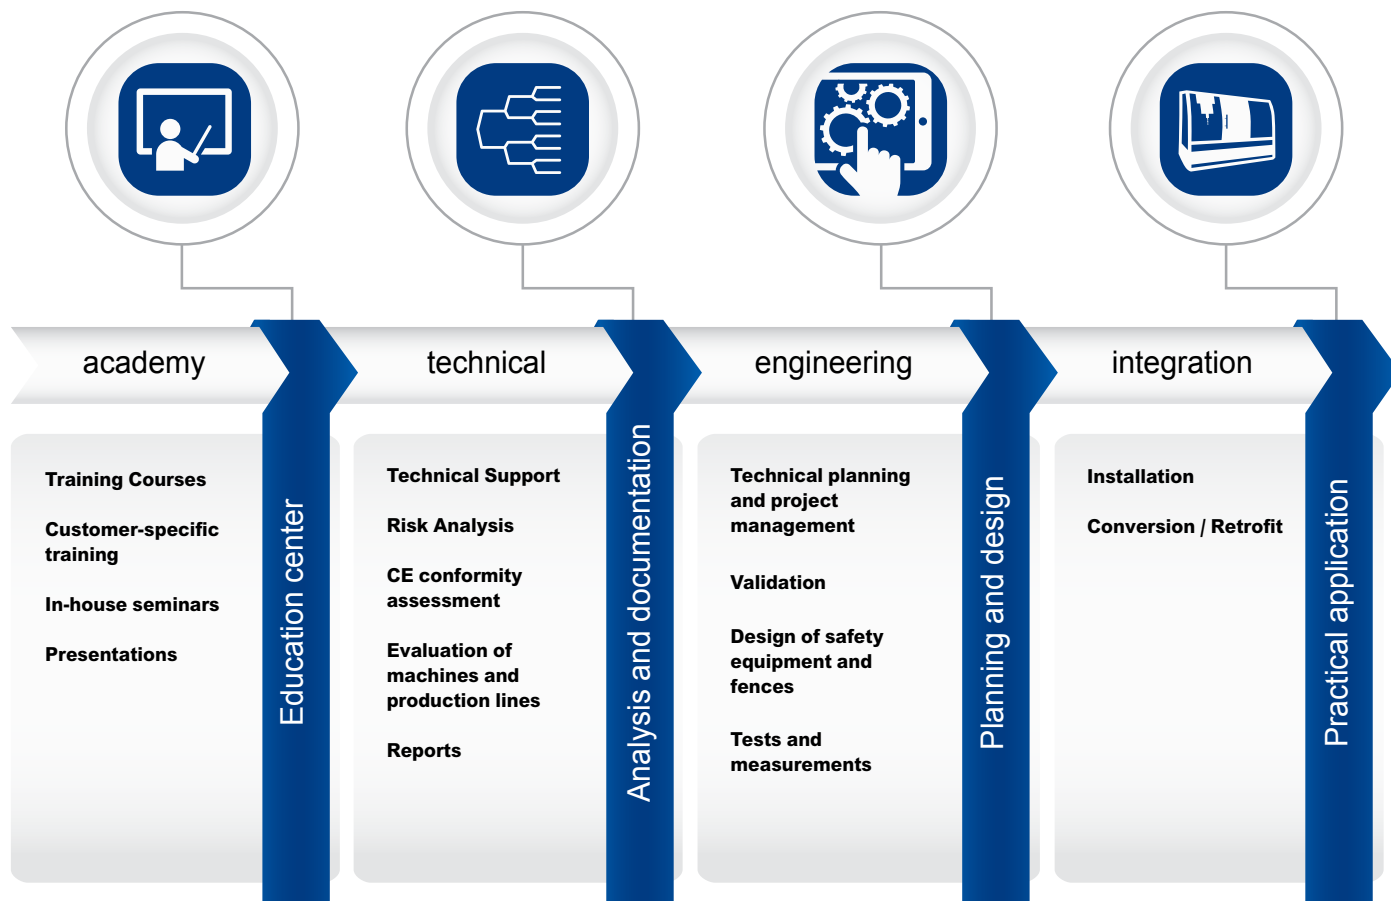 academy
technical
engineering
integration
Training Courses
Customer-specific
training
In-house seminars
Presentations
Education center
Technical Support
Risk Analysis
CE conformity
assessment
Evaluation of
machines and
production lines
Reports
Analysis and documentation
Technical planning
and project
management
Validation
Design of safety
equipment and
fences
Tests and
measurements
Planning and design
Installation
Conversion / Retrofit
Practical application